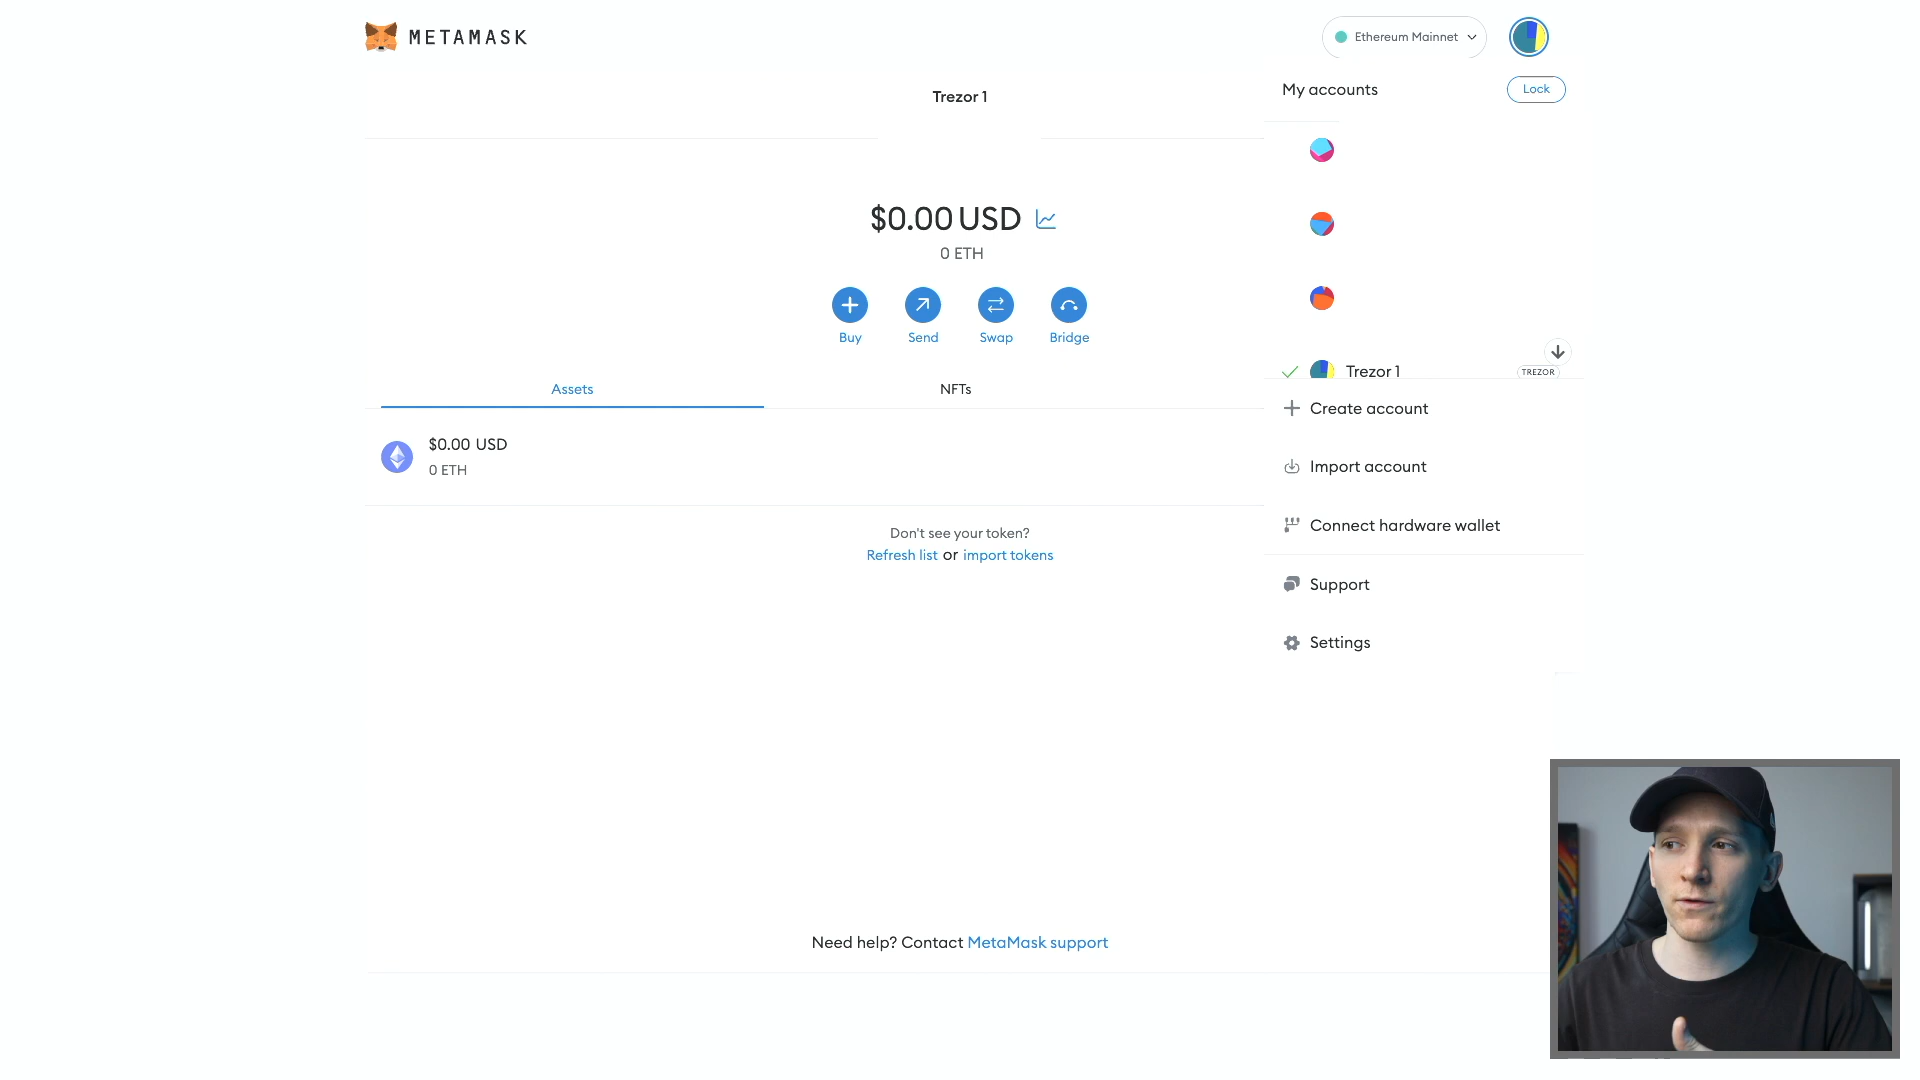 METAMASK
Ethereum Mainnet
Trezor 1
My accounts
Lock
$0.00 USD
0 ETH
Buy
Send
Swap
Bridge
Trezor 1
TREZOR
Assets
NFTs
Create account
$0.00 USD
0 ETH
Import account
Connect hardware wallet
Don't see your token?
Refresh list or import tokens
Support
Settings
Need help? Contact MetaMask support